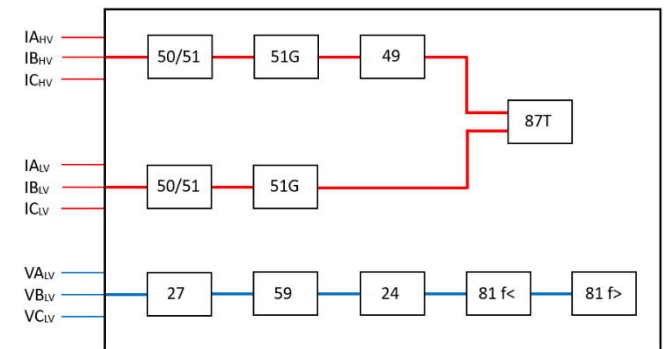 IAHV
IBHV 50/51 51G 49
ICHV
87T
IALV
IBLV 50/51 51G
ICLV
VALV
VBLV 27 59 24 81 f< 81 f>
VCLV